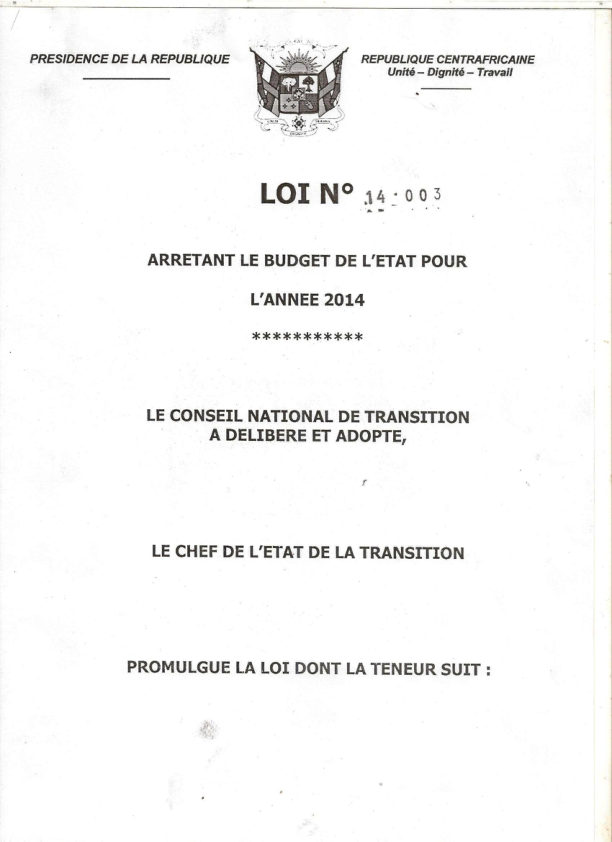 PRESIDENCE DE LA REPUBLIQUE
REPUBLIQUE CENTRAFRICAINE
Unité – Dignité – Travail
LOI N° 14-003
ARRETANT LE BUDGET DE L'ETAT POUR
L'ANNEE 2014
***********
LE CONSEIL NATIONAL DE TRANSITION
A DELIBERE ET ADOPTE,
LE CHEF DE L'ETAT DE LA TRANSITION
PROMULGUE LA LOI DONT LA TENEUR SUIT :